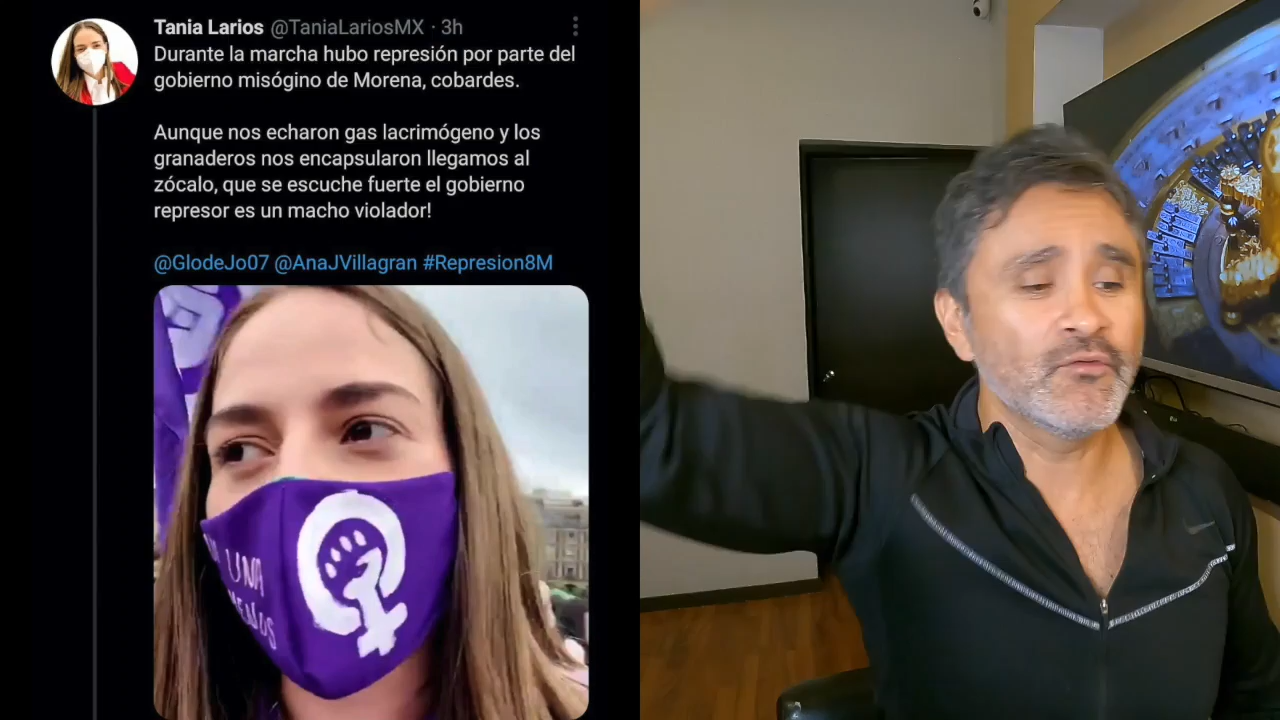 Tania Larios @TaniaLariosMX · 3h
Durante la marcha hubo represión por parte del
gobierno misógino de Morena, cobardes.
Aunque nos echaron gas lacrimógeno y los
granaderos nos encapsularon llegamos al
zócalo, que se escuche fuerte el gobierno
represor es un macho violador!
@GlodeJo07 @AnaJVillagran #Represion8M
UNA